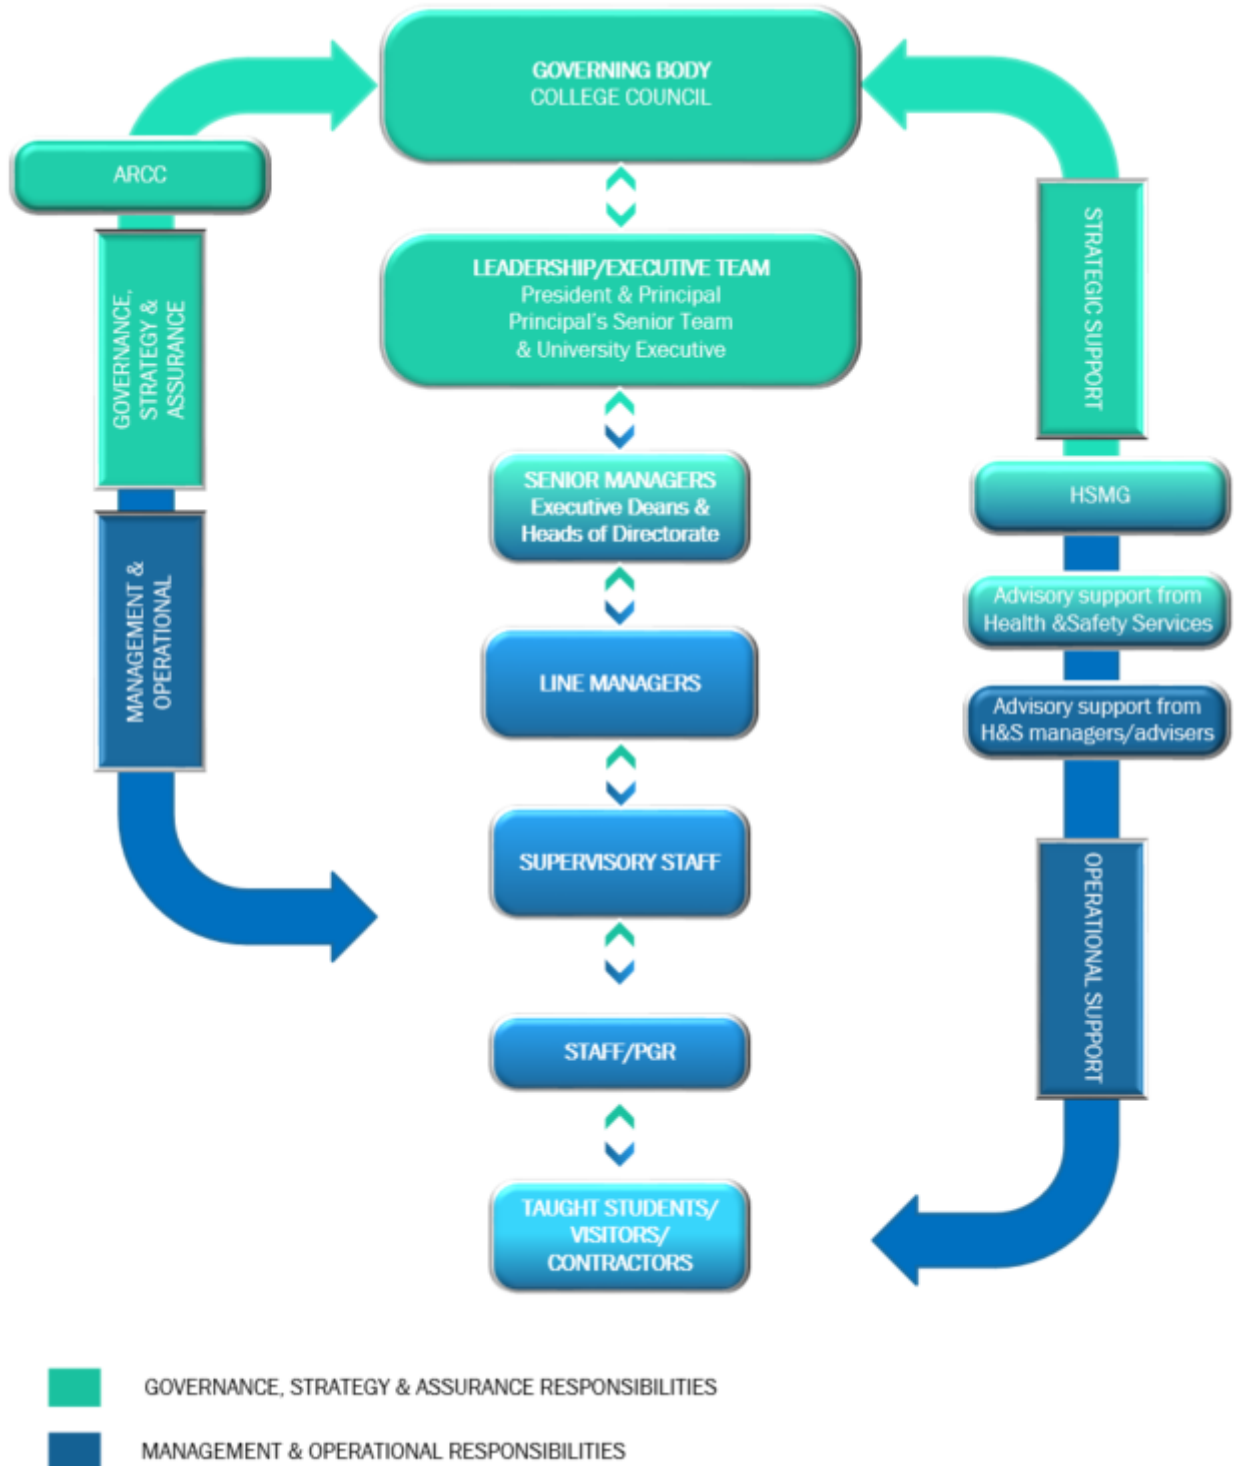 GOVERNING BODY
COLLEGE COUNCIL
ARCC
GOVERNANCE,
STRATEGY &
ASSURANCE
MANAGEMENT &
OPERATIONAL
LEADERSHIP/EXECUTIVE TEAM
President & Principal
Principal's Senior Team
& University Executive
SENIOR MANAGERS
Executive Deans &
Heads of Directorate
LINE MANAGERS
SUPERVISORY STAFF
STAFF/PGR
TAUGHT STUDENTS/
VISITORS/
CONTRACTORS
STRATEGIC SUPPORT
HSMG
Advisory support from
Health &Safety Services
Advisory support from
H&S managers/advisers
OPERATIONAL SUPPORT
GOVERNANCE, STRATEGY & ASSURANCE RESPONSIBILITIES
MANAGEMENT & OPERATIONAL RESPONSIBILITIES